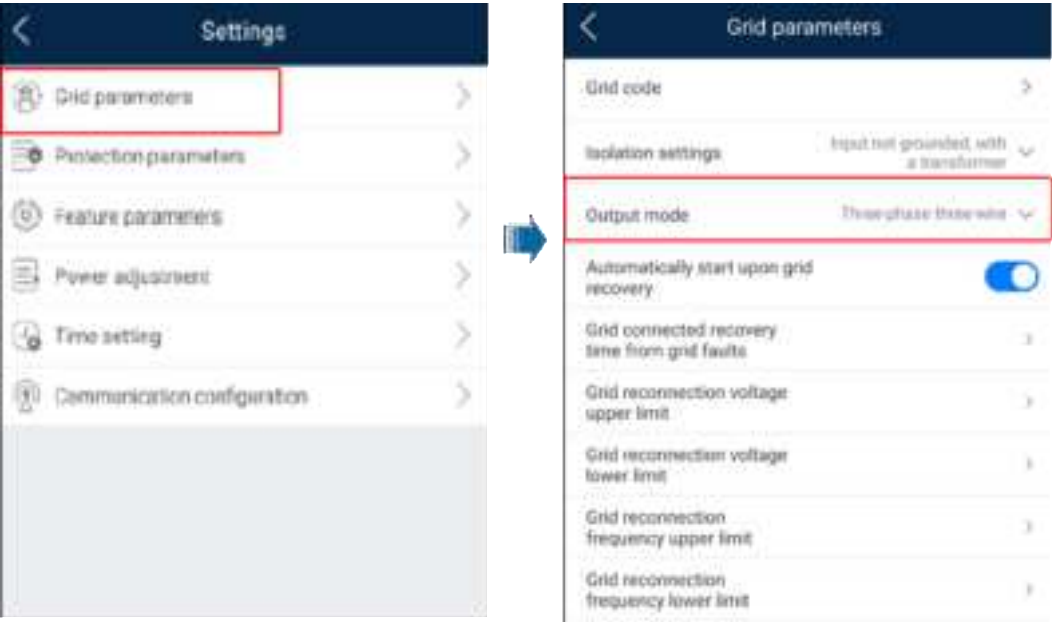 Settings
Grid parameters
Protection parameters
Feature parameters
Power adjustment
Time setting
Communication configuration
Grid parameters
Grid code
Isolation settings
Input not grounded, with
a transformer
Output mode
Three-phase three-wire
Automatically start upon grid
recovery
Grid connected recovery
time from grid faults
Grid reconnection voltage
upper limit
Grid reconnection voltage
lower limit
Grid reconnection
frequency upper limit
Grid reconnection
frequency lower limit